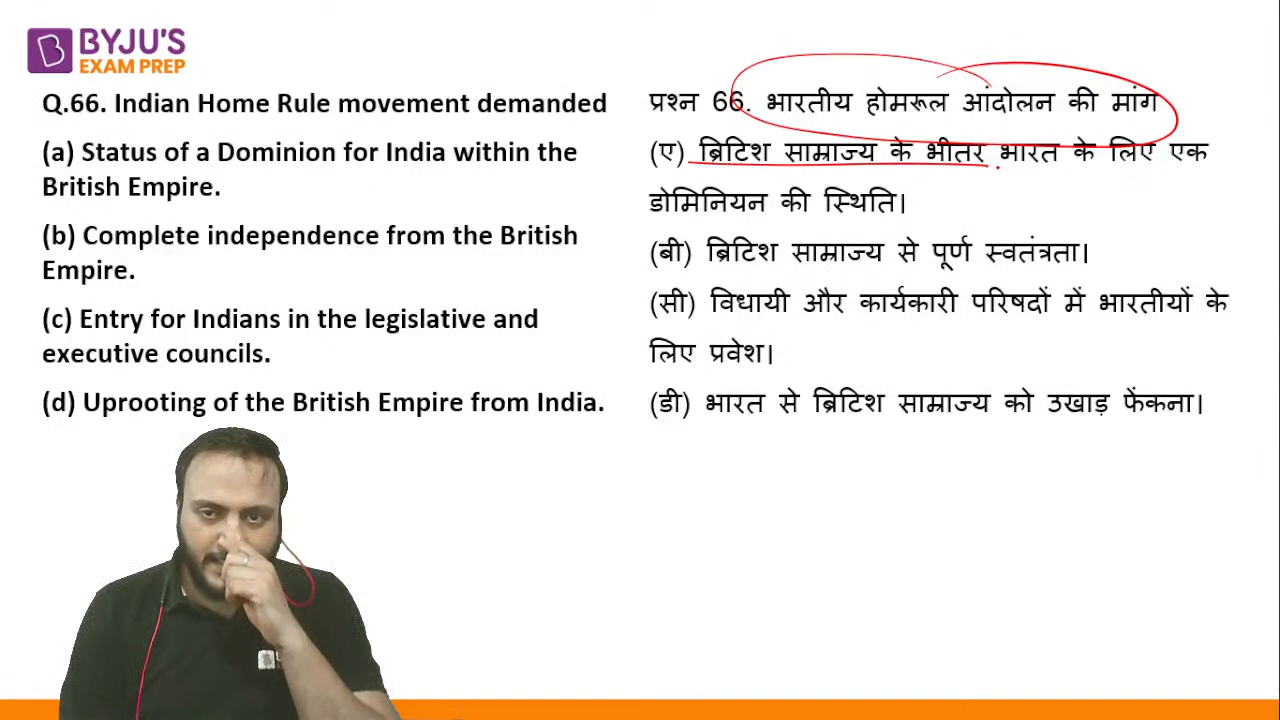 BYJU'S
EXAM PREP
Q.66. Indian Home Rule movement demanded
(a) Status of a Dominion for India within the
British Empire.
(b) Complete independence from the British
Empire.
(c) Entry for Indians in the legislative and
executive councils.
(d) Uprooting of the British Empire from India.
प्रश्न 66. भारतीय होमरूल आंदोलन की मांग
(ए) ब्रिटिश साम्राज्य के भीतर भारत के लिए एक
डोमिनियन की स्थिति।
(बी) ब्रिटिश साम्राज्य से पूर्ण स्वतंत्रता।
(सी) विधायी और कार्यकारी परिषदों में भारतीयों के
लिए प्रवेश।
(डी) भारत से ब्रिटिश साम्राज्य को उखाड़ फेंकना।